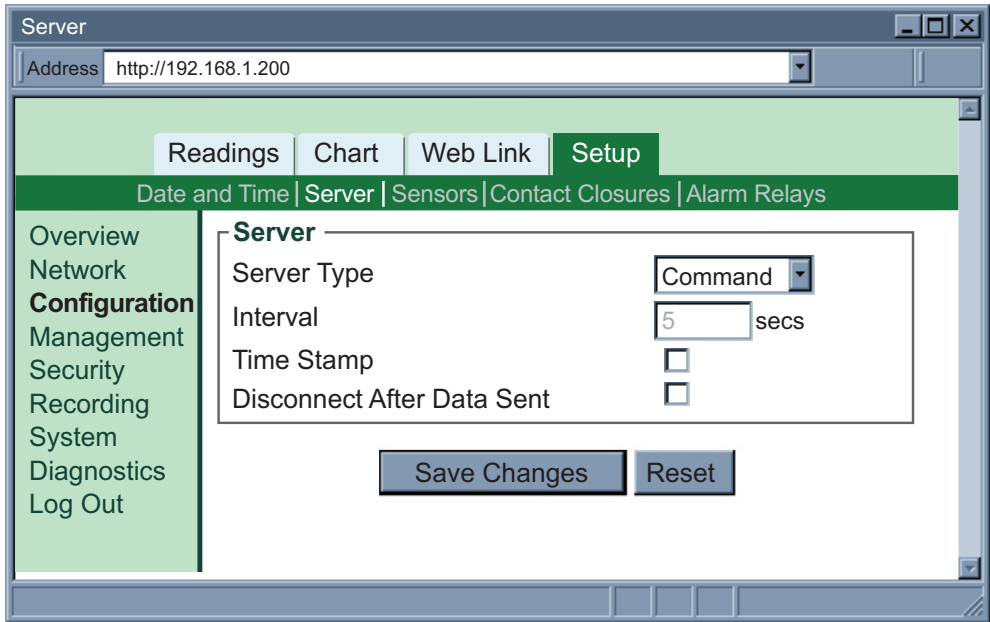 Server
Address http://192.168.1.200
Readings Chart Web Link Setup
Date and Time | Server | Sensors | Contact Closures | Alarm Relays
Overview
Network
Configuration
Management
Security
Recording
System
Diagnostics
Log Out
Server
Server Type Command
Interval 5 secs
Time Stamp
Disconnect After Data Sent
Save Changes Reset